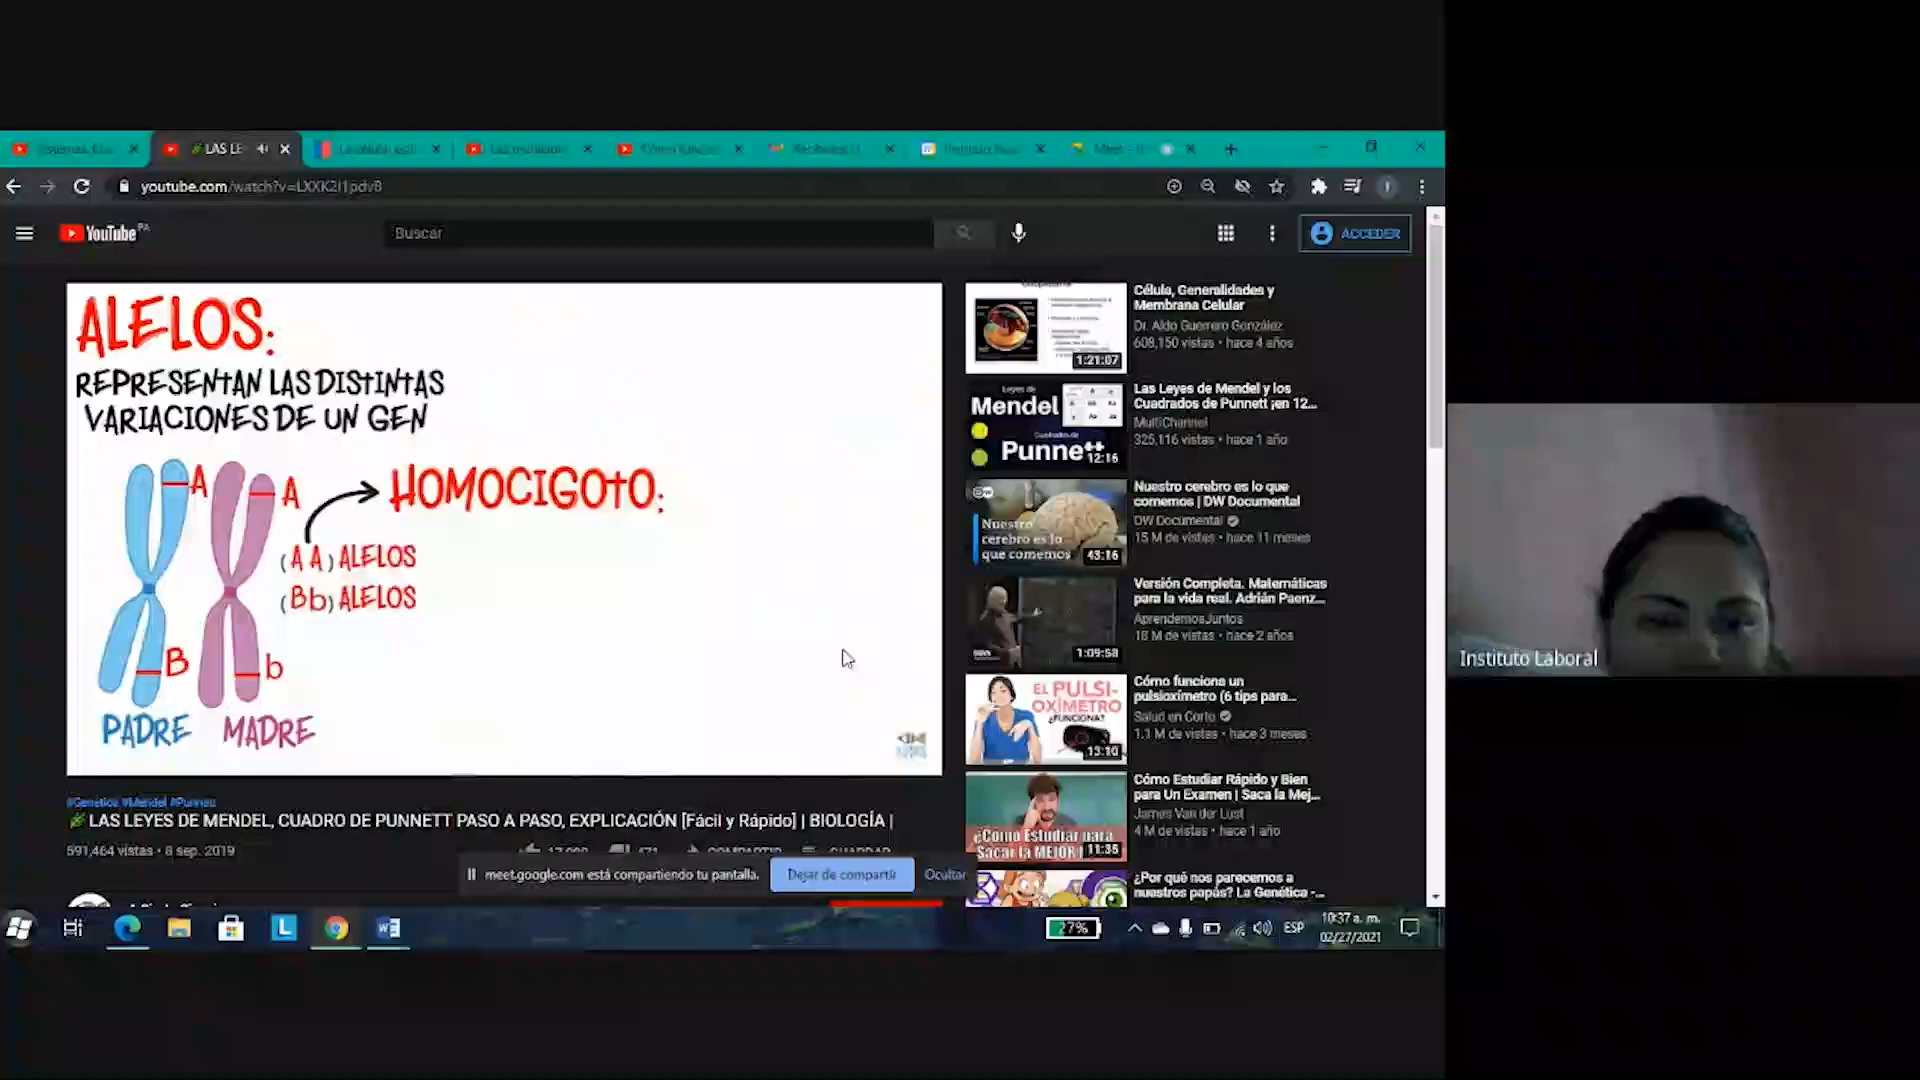 LAS LE
youtube.com/watch?v=LXXK2I1pdv8
YouTube PA
Buscar
ACCEDER
ALELOS:
REPRESENTAN LAS DISTINTAS
VARIACIONES DE UN GEN
A
A
HOMOCIGOTO:
(A A) ALELOS
(Bb) ALELOS
B
b
PADRE
MADRE
#Genetica #Mendel #Punnett
LAS LEYES DE MENDEL, CUADRO DE PUNNETT PASO A PASO, EXPLICACIÓN [Fácil y Rápido] | BIOLOGÍA |
591,464 vistas • 8 sep. 2019
meet.google.com está compartiendo tu pantalla.
Dejar de compartir
Ocultar
1:21:07
Célula, Generalidades y
Membrana Celular
Dr. Aldo Guerrero González
608,150 vistas • hace 4 años
Leyes de
Mendel
Cuadrados de
Punnett
12:16
Las Leyes de Mendel y los
Cuadrados de Punnett ¡en 12...
MultiChannel
325,116 vistas • hace 1 año
Nuestro
cerebro es lo
que comemos
43:16
Nuestro cerebro es lo que
comemos | DW Documental
DW Documental
15 M de vistas • hace 11 meses
1:09:58
Versión Completa. Matemáticas
para la vida real. Adrián Paenz...
AprendemosJuntos
18 M de vistas • hace 2 años
EL PULSI-
OXÍMETRO
¿FUNCIONA?
13:10
Cómo funciona un
pulsioxímetro (6 tips para...
Salud en Corto
1.1 M de vistas • hace 3 meses
¿Cómo Estudiar para
Sacar la MEJOR
11:35
Cómo Estudiar Rápido y Bien
para Un Examen | Saca la Mej...
James Van der Lust
4 M de vistas • hace 1 año
¿Por qué nos parecemos a
nuestros papás? La Genética -...
27%
ESP
10:37 a. m.
02/27/2021
Instituto Laboral